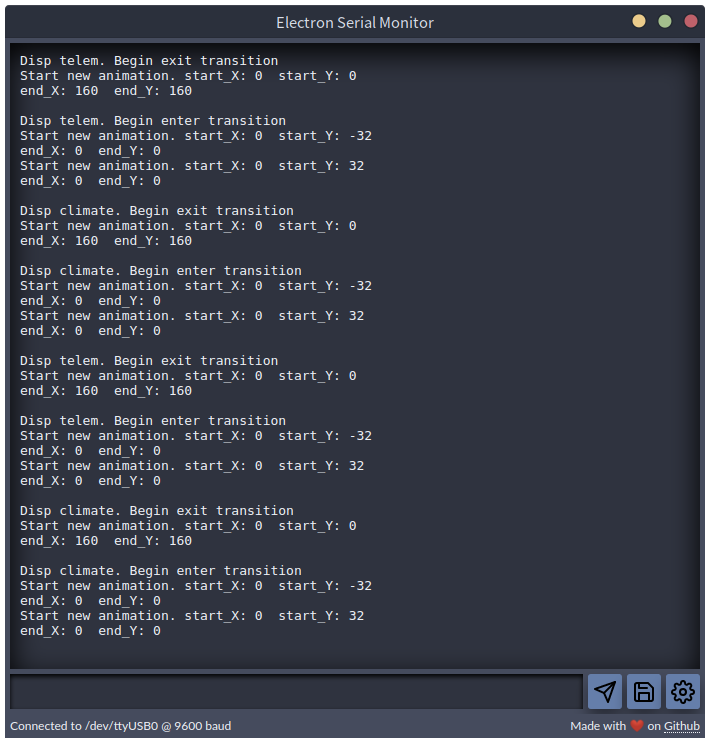 Electron Serial Monitor
Disp telem. Begin exit transition
Start new animation. start_X: 0  start_Y: 0
end_X: 160  end_Y: 160
Disp telem. Begin enter transition
Start new animation. start_X: 0  start_Y: -32
end_X: 0  end_Y: 0
Start new animation. start_X: 0  start_Y: 32
end_X: 0  end_Y: 0
Disp climate. Begin exit transition
Start new animation. start_X: 0  start_Y: 0
end_X: 160  end_Y: 160
Disp climate. Begin enter transition
Start new animation. start_X: 0  start_Y: -32
end_X: 0  end_Y: 0
Start new animation. start_X: 0  start_Y: 32
end_X: 0  end_Y: 0
Disp telem. Begin exit transition
Start new animation. start_X: 0  start_Y: 0
end_X: 160  end_Y: 160
Disp telem. Begin enter transition
Start new animation. start_X: 0  start_Y: -32
end_X: 0  end_Y: 0
Start new animation. start_X: 0  start_Y: 32
end_X: 0  end_Y: 0
Disp climate. Begin exit transition
Start new animation. start_X: 0  start_Y: 0
end_X: 160  end_Y: 160
Disp climate. Begin enter transition
Start new animation. start_X: 0  start_Y: -32
end_X: 0  end_Y: 0
Start new animation. start_X: 0  start_Y: 32
end_X: 0  end_Y: 0
Connected to /dev/ttyUSB0 @ 9600 baud
Made with ❤️ on Github